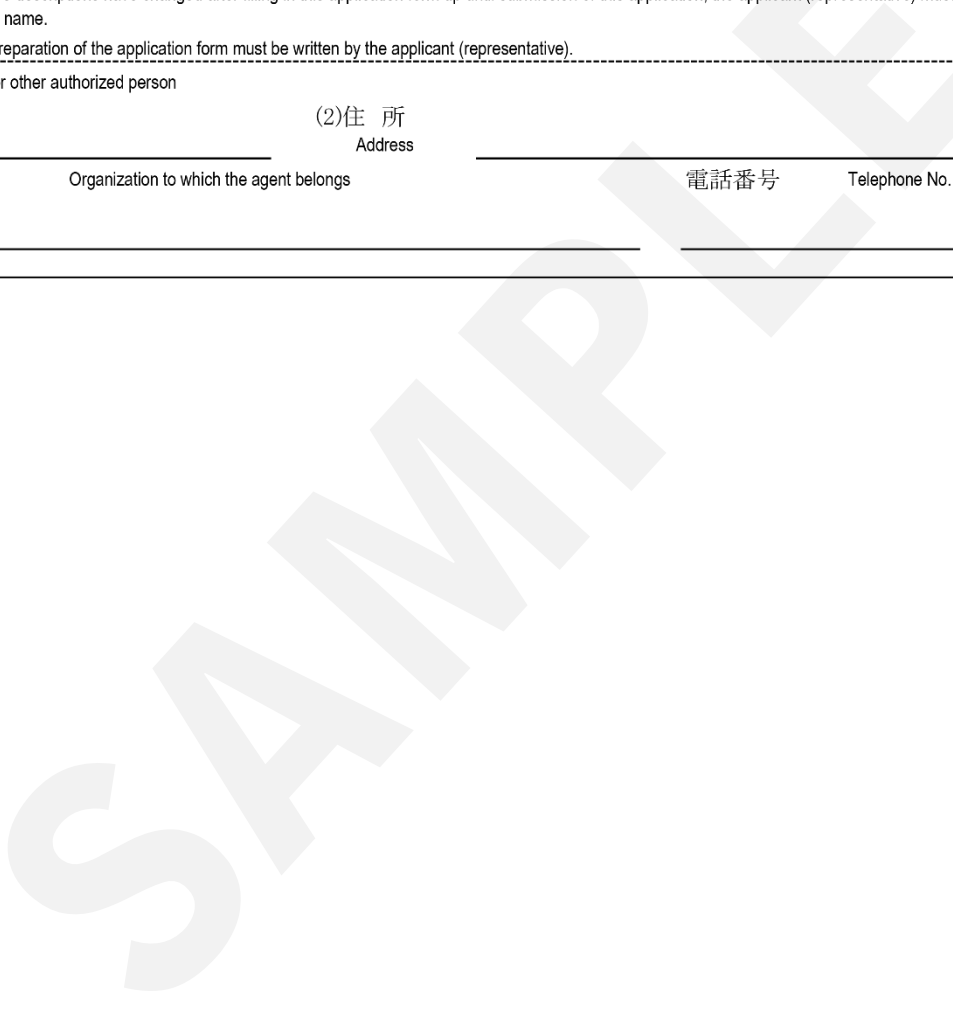 name.
reparation of the application form must be written by the applicant (representative).
r other authorized person
(2)住 所
Address
Organization to which the agent belongs 電話番号 Telephone No.
SAMPLE